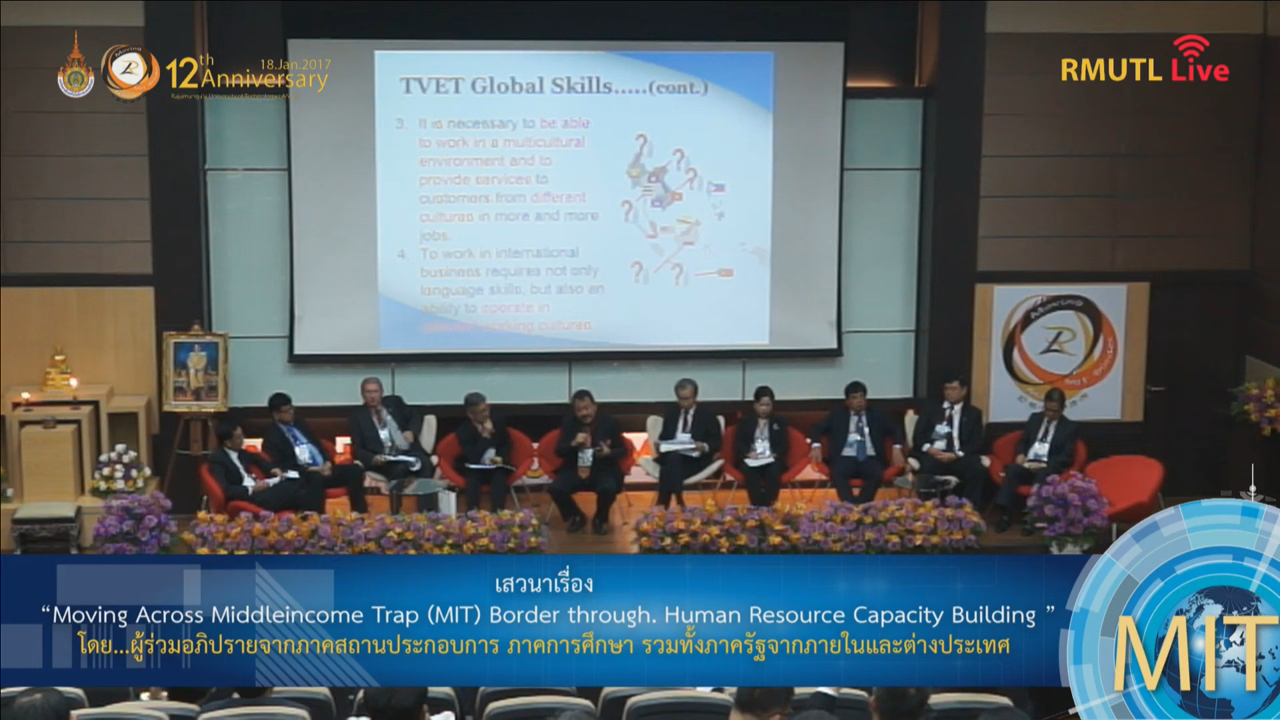 12th
18.Jan.2017
Anniversary
RMUTL Live
TVET Global Skills.....(cont.)
3. It is necessary to be able
to work in a multicultural
environment and to
provide services to
customers from different
cultures in more and more
jobs.
4. To work in international
business requires not only
language skills, but also an
ability to operate in
working cultures.
Moving
เสวนาเรื่อง
“Moving Across Middleincome Trap (MIT) Border through. Human Resource Capacity Building ”
โดย...ผู้ร่วมอภิปรายจากภาคสถานประกอบการ ภาคการศึกษา รวมทั้งภาครัฐจากภายในและต่างประเทศ
MIT